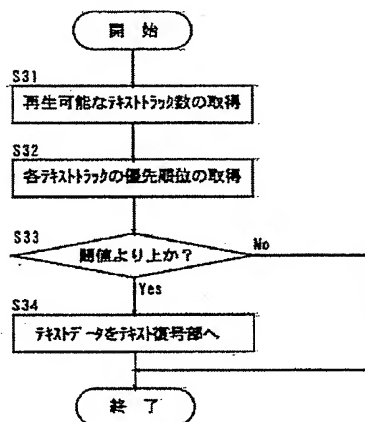 開 始
S31
再生可能なテキストトラック数の取得
S32
各テキストトラックの優先順位の取得
S33
閾値より上か？
No
Yes
S34
テキストデータをテキスト復号部へ
終 了